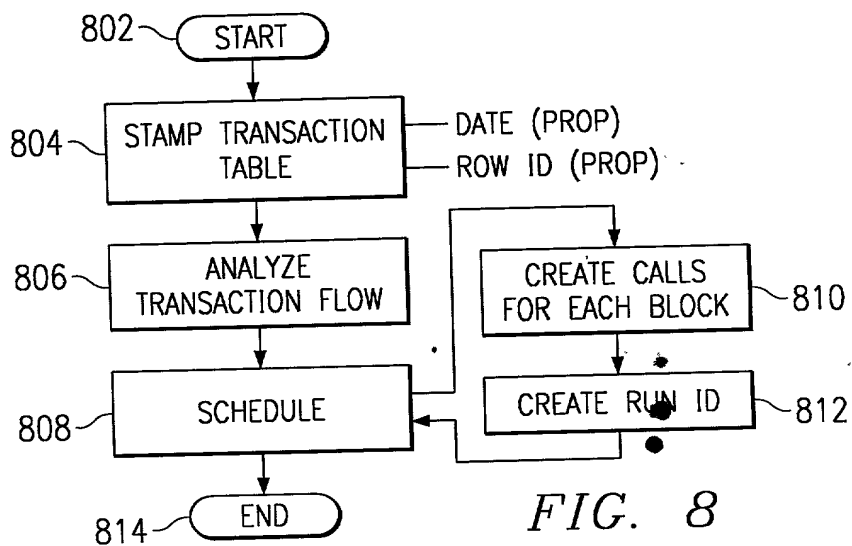 802
START
804
STAMP TRANSACTION
TABLE
DATE (PROP)
ROW ID (PROP)
806
ANALYZE
TRANSACTION FLOW
CREATE CALLS
FOR EACH BLOCK
810
808
SCHEDULE
CREATE RUN ID
812
814
END
FIG. 8